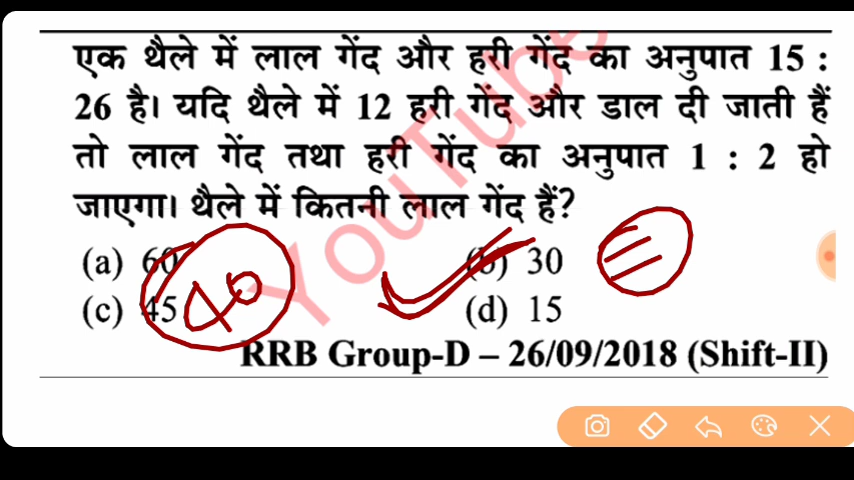 एक थैले में लाल गेंद और हरी गेंद का अनुपात 15 :
26 है। यदि थैले में 12 हरी गेंद और डाल दी जाती हैं
तो लाल गेंद तथा हरी गेंद का अनुपात 1 : 2 हो
जाएगा। थैले में कितनी लाल गेंद हैं?
(a) 60 (b) 30
(c) 45 (d) 15
40
RRB Group-D – 26/09/2018 (Shift-II)
YouTube